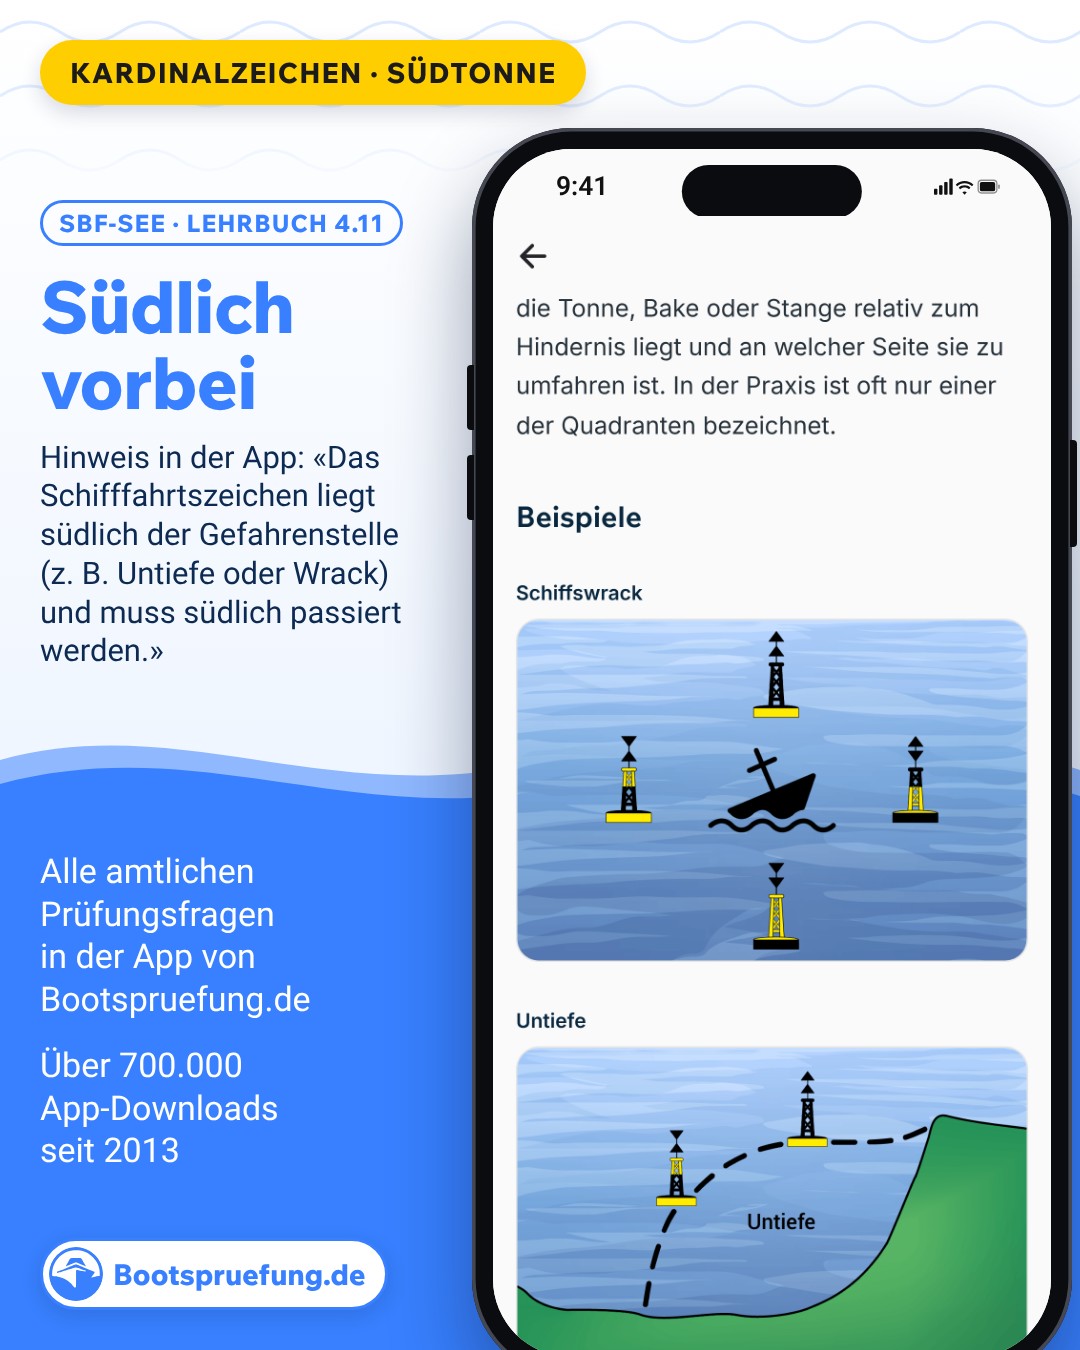 KARDINALZEICHEN · SÜDTONNE
SBF-SEE · LEHRBUCH 4.11
Südlich
vorbei
Hinweis in der App: «Das
Schifffahrtszeichen liegt
südlich der Gefahrenstelle
(z. B. Untiefe oder Wrack)
und muss südlich passiert
werden.»
Alle amtlichen
Prüfungsfragen
in der App von
Bootspruefung.de
Über 700.000
App-Downloads
seit 2013
Bootspruefung.de
9:41
die Tonne, Bake oder Stange relativ zum
Hindernis liegt und an welcher Seite sie zu
umfahren ist. In der Praxis ist oft nur einer
der Quadranten bezeichnet.
Beispiele
Schiffswrack
Untiefe
Untiefe